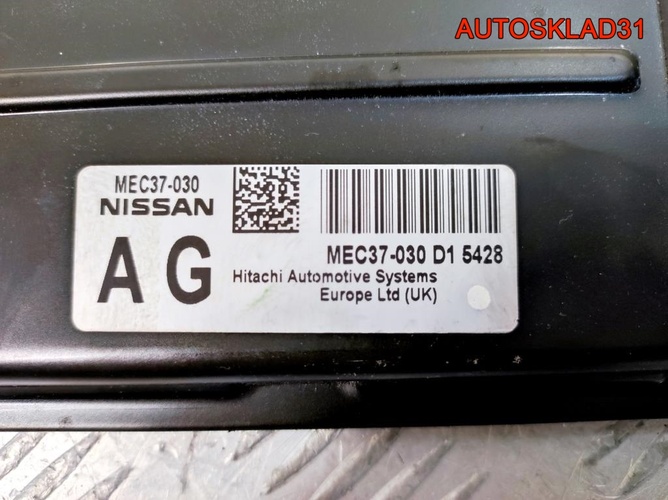 AUTOSKLAD31
MEC37-030
NISSAN
AG
MEC37-030 D1 5428
Hitachi Automotive Systems
Europe Ltd (UK)